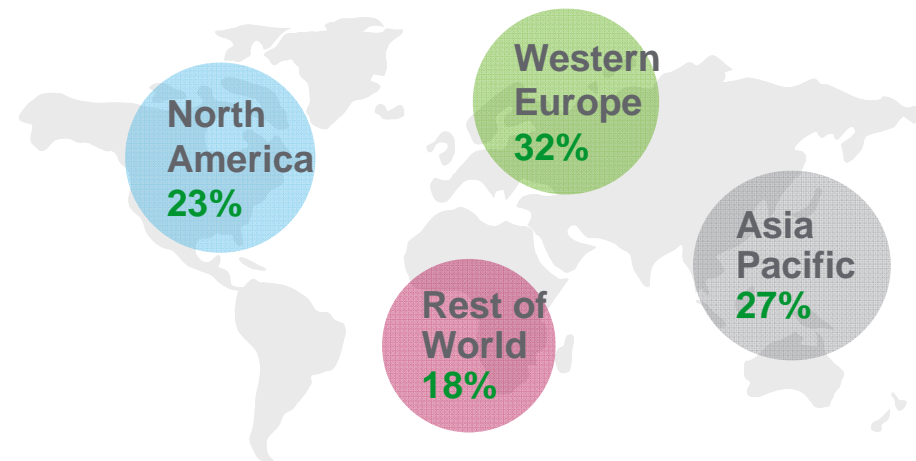 North
America
23%
Western
Europe
32%
Asia
Pacific
27%
Rest of
World
18%